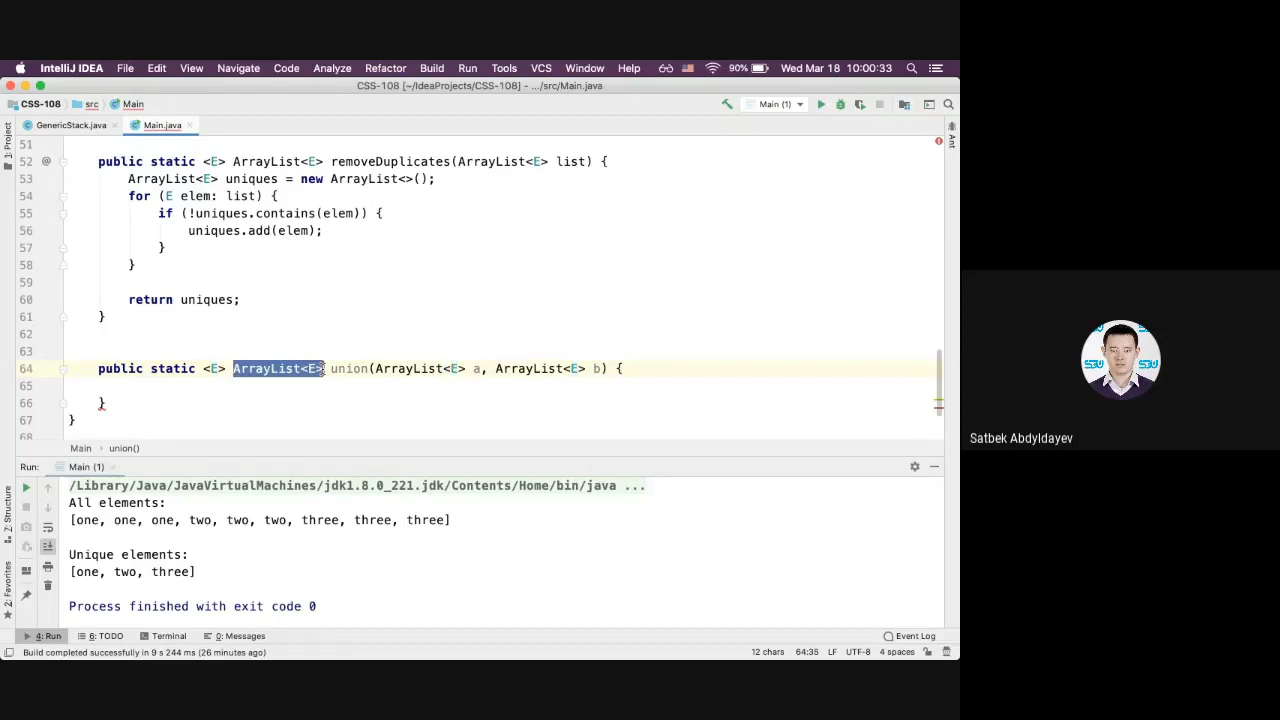 IntelliJ IDEA File Edit View Navigate Code Analyze Refactor Build Run Tools VCS Window Help 90% Wed Mar 18 10:00:33
CSS-108 [~/IdeaProjects/CSS-108] - .../src/Main.java
CSS-108 src Main Main (1)
GenericStack.java Main.java
1: Project
Ant
51
52 public static <E> ArrayList<E> removeDuplicates(ArrayList<E> list) {
53 ArrayList<E> uniques = new ArrayList<>();
54 for (E elem: list) {
55 if (!uniques.contains(elem)) {
56 uniques.add(elem);
57 }
58 }
59
60 return uniques;
61 }
62
63
64 public static <E> ArrayList<E> union(ArrayList<E> a, ArrayList<E> b) {
65
66 }
67 }
68
Main union()
Run: Main (1)
/Library/Java/JavaVirtualMachines/jdk1.8.0_221.jdk/Contents/Home/bin/java ...
All elements:
[one, one, one, two, two, two, three, three, three]
Unique elements:
[one, two, three]
Process finished with exit code 0
7: Structure
2: Favorites
4: Run 6: TODO Terminal 0: Messages Event Log
Build completed successfully in 9 s 244 ms (26 minutes ago) 12 chars 64:35 LF UTF-8 4 spaces
Satbek Abdyldayev